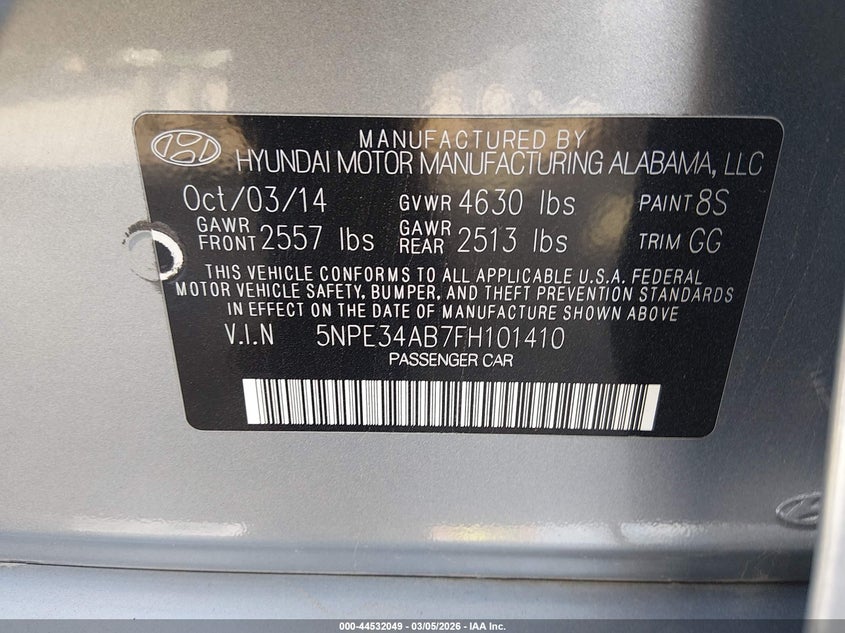 MANUFACTURED BY
HYUNDAI MOTOR MANUFACTURING ALABAMA, LLC
Oct/03/14 GVWR 4630 lbs PAINT 8S
GAWR FRONT 2557 lbs GAWR REAR 2513 lbs TRIM GG
THIS VEHICLE CONFORMS TO ALL APPLICABLE U.S.A. FEDERAL
MOTOR VEHICLE SAFETY, BUMPER, AND THEFT PREVENTION STANDARDS
IN EFFECT ON THE DATE OF MANUFACTURE SHOWN ABOVE.
V.I.N 5NPE34AB7FH101410
PASSENGER CAR
000-44532049 - 03/05/2026 - IAA Inc.